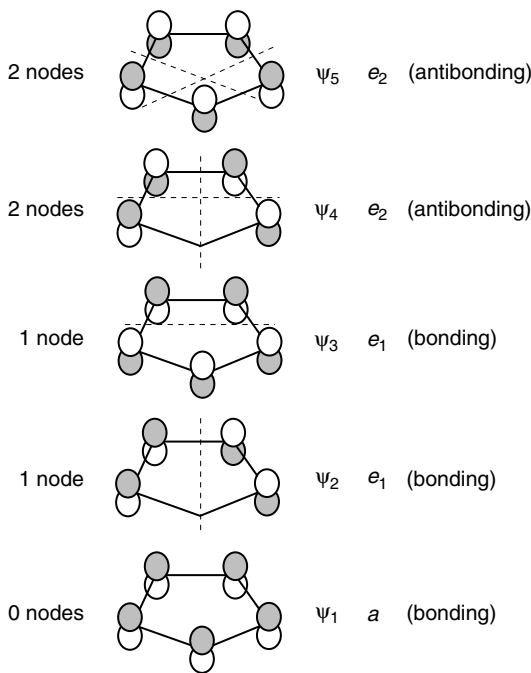 2 nodes ψ5 e2 (antibonding)
2 nodes ψ4 e2 (antibonding)
1 node ψ3 e1 (bonding)
1 node ψ2 e1 (bonding)
0 nodes ψ1 a (bonding)